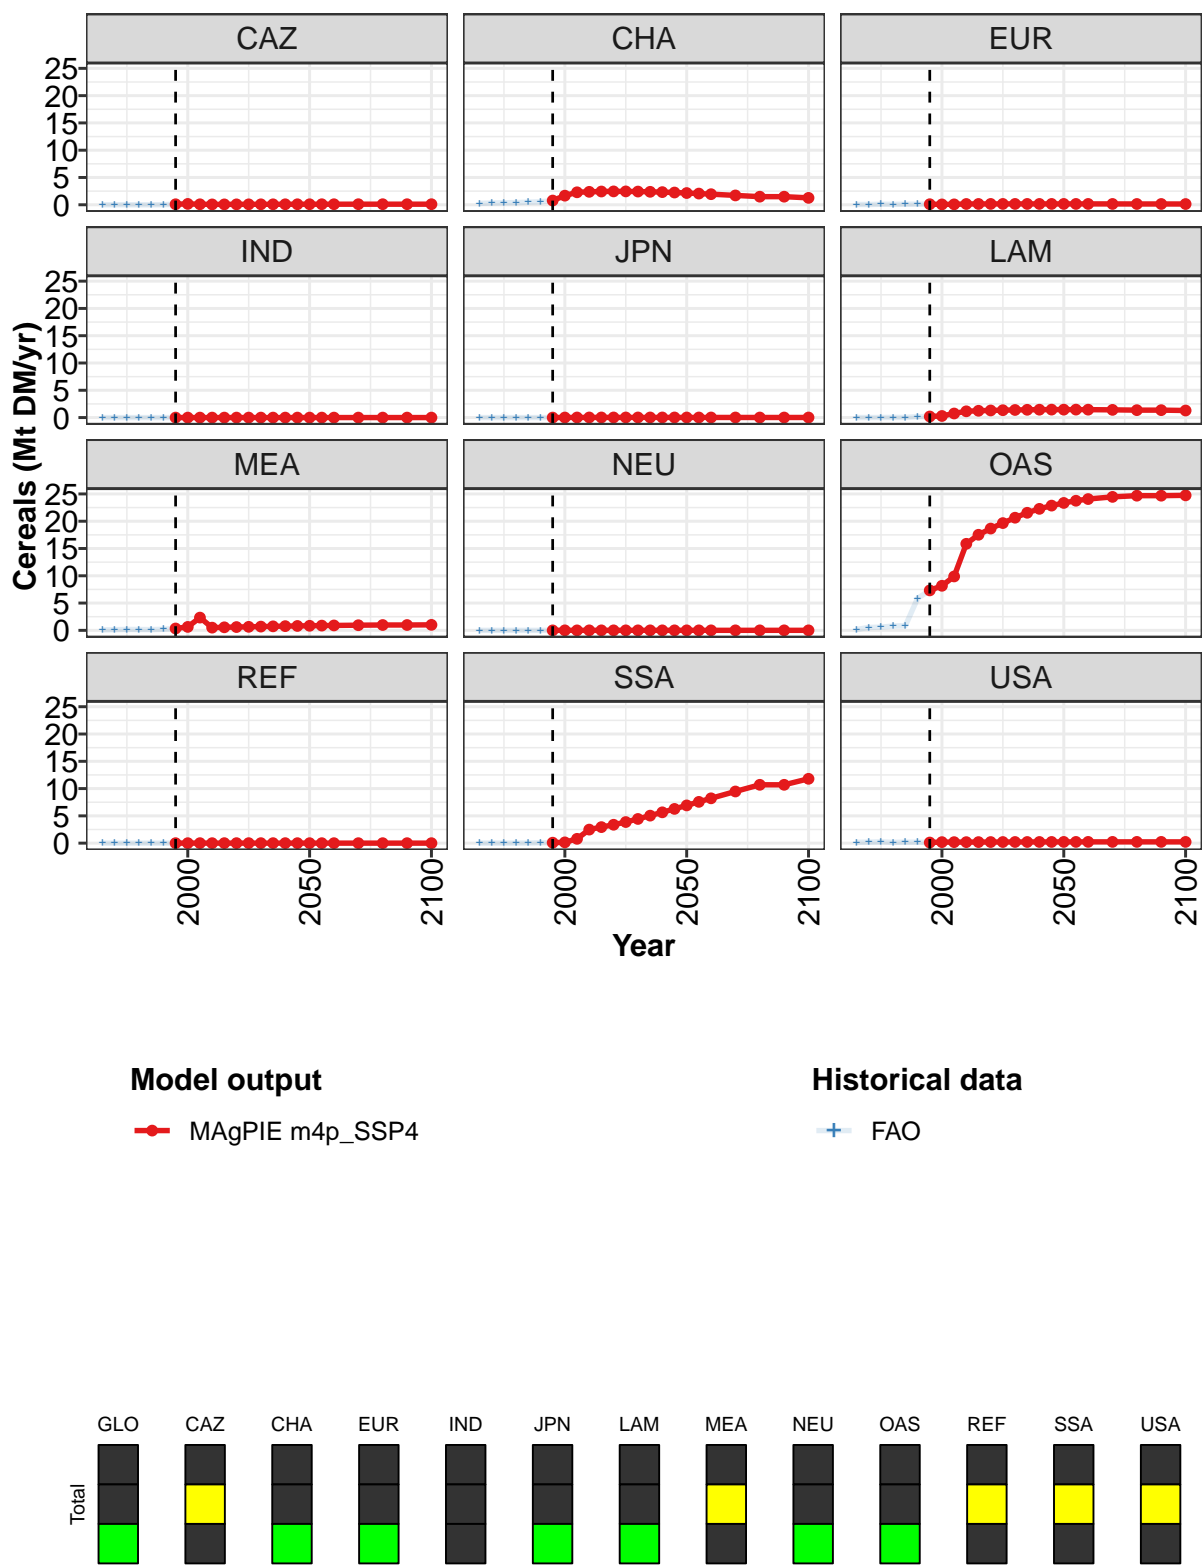 CAZ CHA EUR
25
20
15
10
5
0
IND JPN LAM
25
20
15
10
5
0
MEA NEU OAS
25
20
15
10
5
0
REF SSA USA
25
20
15
10
5
0
Cereals (Mt DM/yr)
2000 2050 2100 2000 2050 2100 2000 2050 2100
Year
Model output Historical data
MAgPIE m4p_SSP4 FAO
GLO CAZ CHA EUR IND JPN LAM MEA NEU OAS REF SSA USA
Total